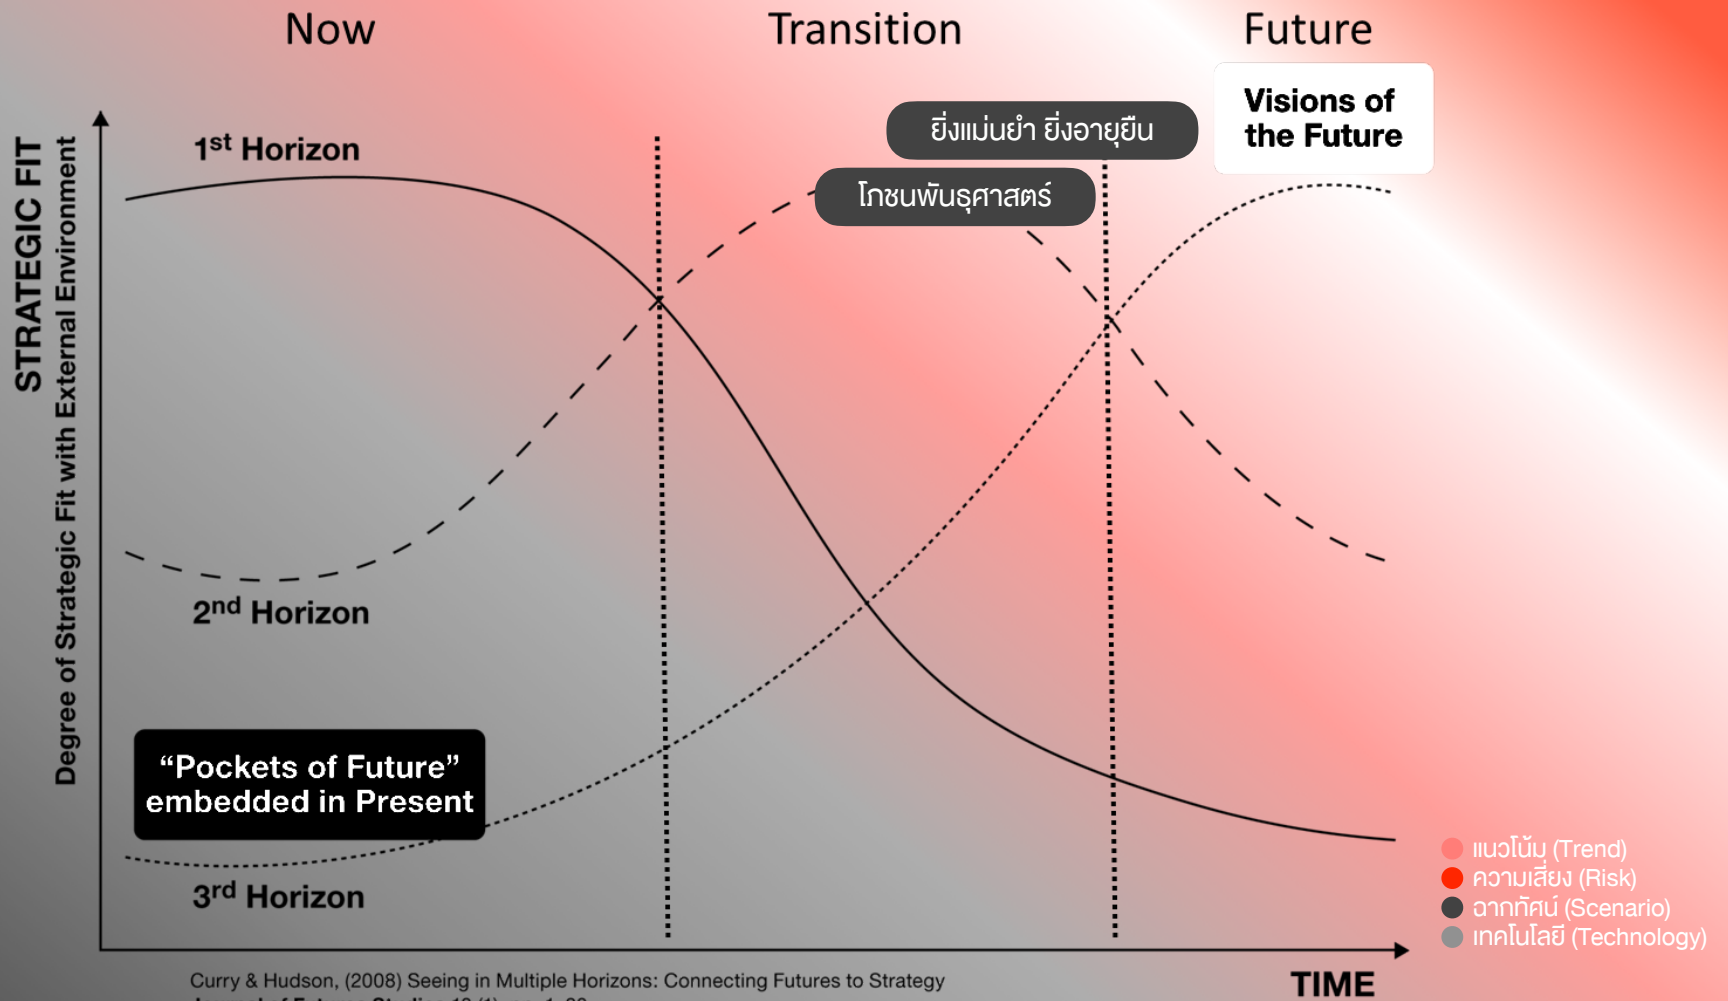 Now
Transition
Future
Visions of
the Future
ยิ่งแม่นยำ ยิ่งอายุยืน
โภชนพันธุศาสตร์
1st Horizon
STRATEGIC FIT
Degree of Strategic Fit with External Environment
2nd Horizon
“Pockets of Future”
embedded in Present
3rd Horizon
แนวโน้ม (Trend)
ความเสี่ยง (Risk)
ฉากทัศน์ (Scenario)
เทคโนโลยี (Technology)
TIME
Curry & Hudson, (2008) Seeing in Multiple Horizons: Connecting Futures to Strategy